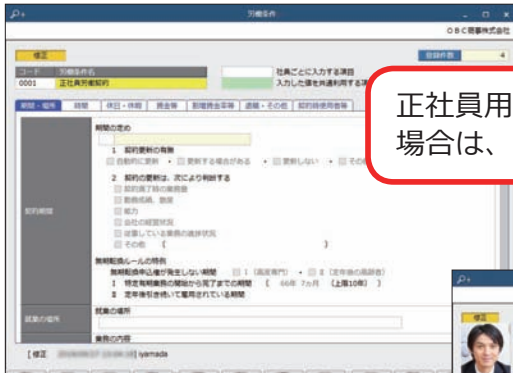 労働条件
OBC商事株式会社
修正
登録件数 4
コード 労働条件名
0001 正社員労働契約
社員ごとに入力する項目
入力した値を共通利用する項
期間・場所 時間 休日・休暇 賃金等 割増賃金率等 退職・その他 契約時使用者等
正社員用
場合は、
期間の定め
1 契約更新の有無
自動的に更新 ・ 更新する場合がある ・ 更新しない ・ その他
2 契約の更新は、次により判断する
契約満了時の業務量
勤務成績、態度
能力
会社の経営状況
従事している業務の進捗状況
その他 ( )
契約期間
無期転換ルールの特例
無期転換申込権が発生しない期間 Ⅰ(高度専門) ・ Ⅱ(定年後の高齢者)
Ⅰ 特定有期業務の開始から完了までの期間 ( 66年 7ヵ月 (上限10年) )
Ⅱ 定年後引き続いて雇用されている期間
就業の場所
就業の場所
業務の内容
[ 修正 iyamada
修正